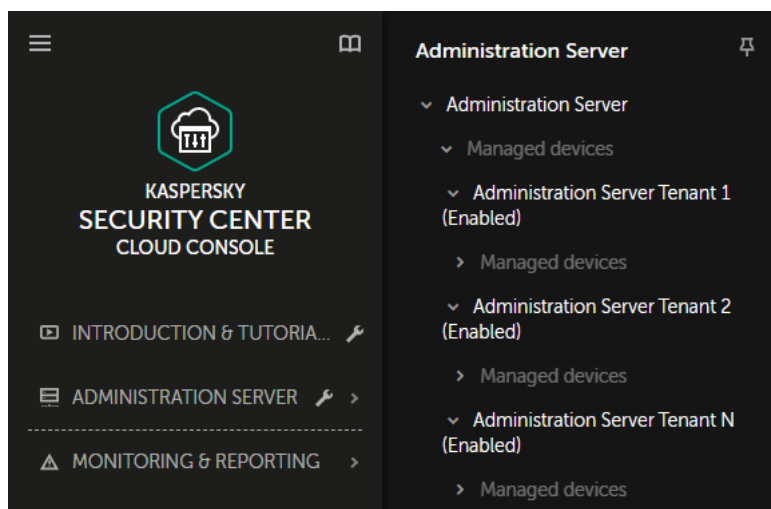 KASPERSKY
SECURITY CENTER
CLOUD CONSOLE
INTRODUCTION & TUTORIA...
ADMINISTRATION SERVER
MONITORING & REPORTING
Administration Server
Administration Server
Managed devices
Administration Server Tenant 1
(Enabled)
Managed devices
Administration Server Tenant 2
(Enabled)
Managed devices
Administration Server Tenant N
(Enabled)
Managed devices